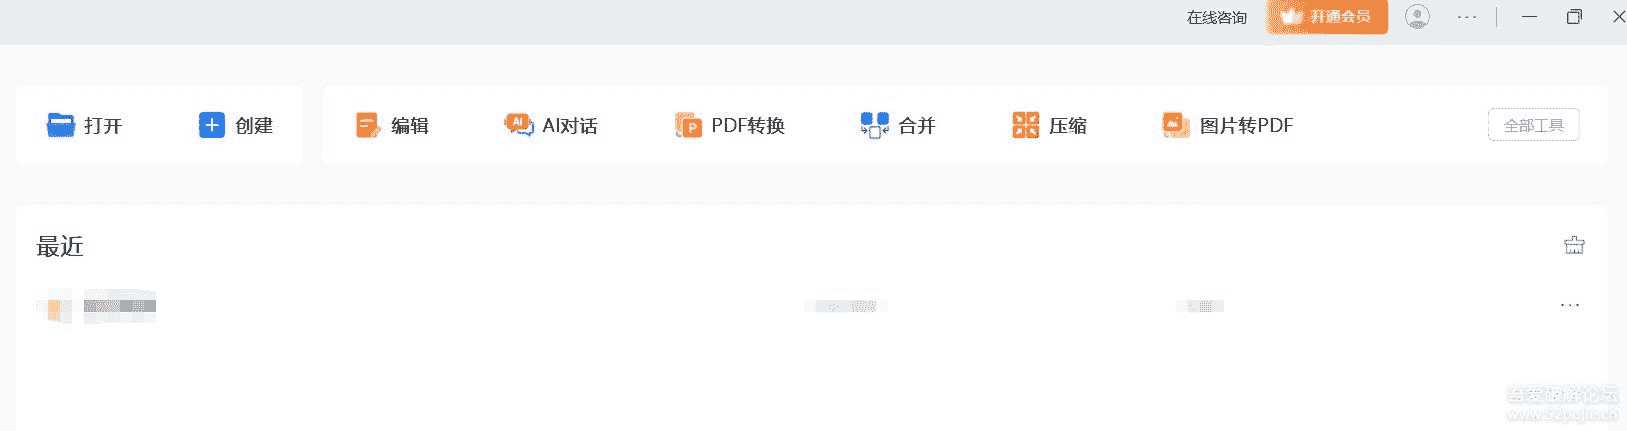 在线咨询 开通会员
打开 创建 编辑 AI对话 PDF转换 合并 压缩 图片转PDF 全部工具
最近
吾爱破解论坛
www.52pojie.cn